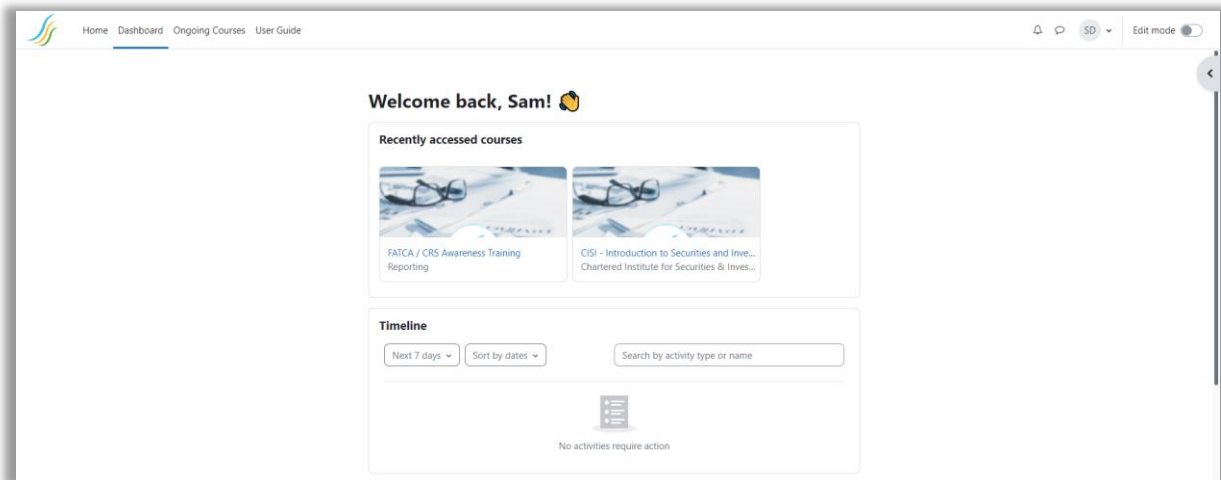 Home Dashboard Ongoing Courses User Guide
SD Edit mode
Welcome back, Sam! 👋
Recently accessed courses
FATCA / CRS Awareness Training
Reporting
CISI - Introduction to Securities and Inve...
Chartered Institute for Securities & Inves...
Timeline
Next 7 days Sort by dates Search by activity type or name
No activities require action